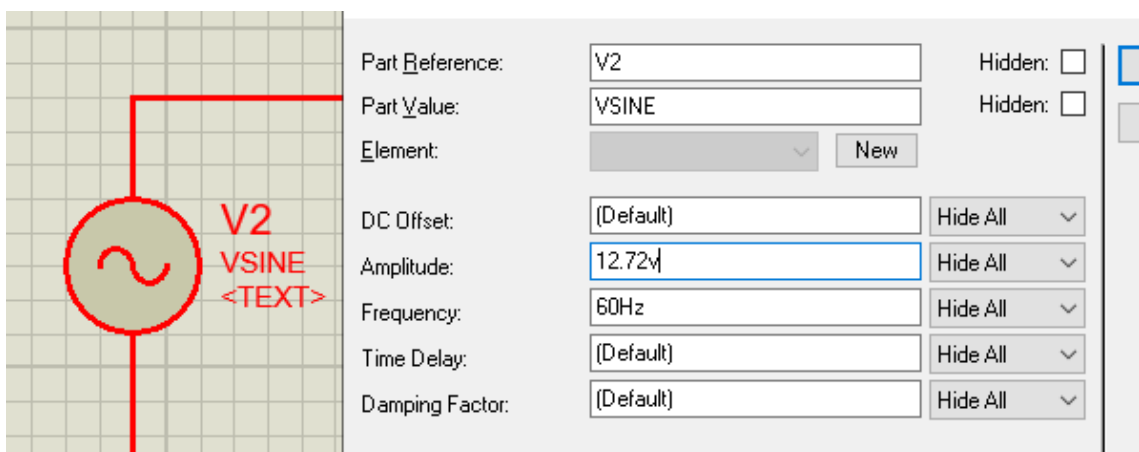 V2
VSINE
<TEXT>
Part Reference: V2 Hidden:
Part Value: VSINE Hidden:
Element: New
DC Offset: (Default) Hide All
Amplitude: 12.72v Hide All
Frequency: 60Hz Hide All
Time Delay: (Default) Hide All
Damping Factor: (Default) Hide All